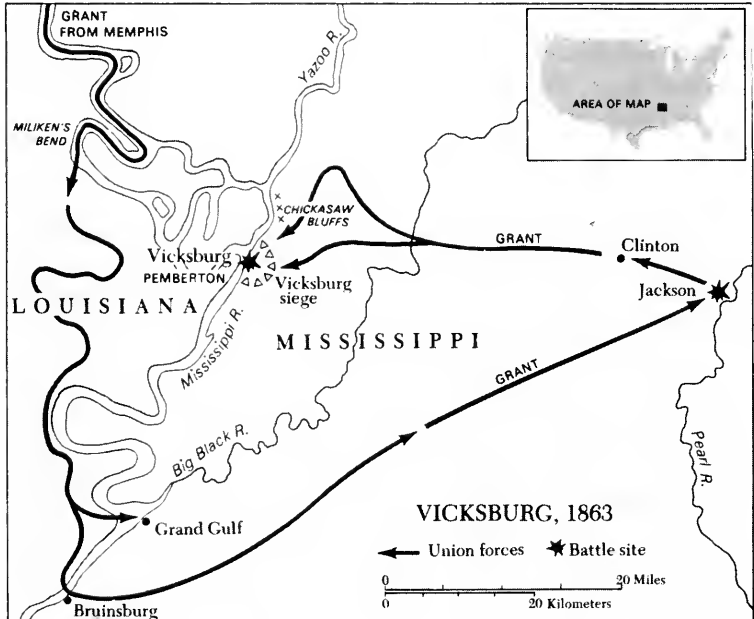 GRANT
FROM MEMPHIS
Yazoo R.
AREA OF MAP
MILIKEN'S
BEND
CHICKASAW
BLUFFS
Vicksburg
PEMBERTON
Vicksburg
siege
GRANT
Clinton
Jackson
LOUISIANA
Mississippi R.
MISSISSIPPI
GRANT
Big Black R.
Pearl R.
Grand Gulf
Bruinsburg
VICKSBURG, 1863
Union forces
Battle site
0 20 Miles
0 20 Kilometers